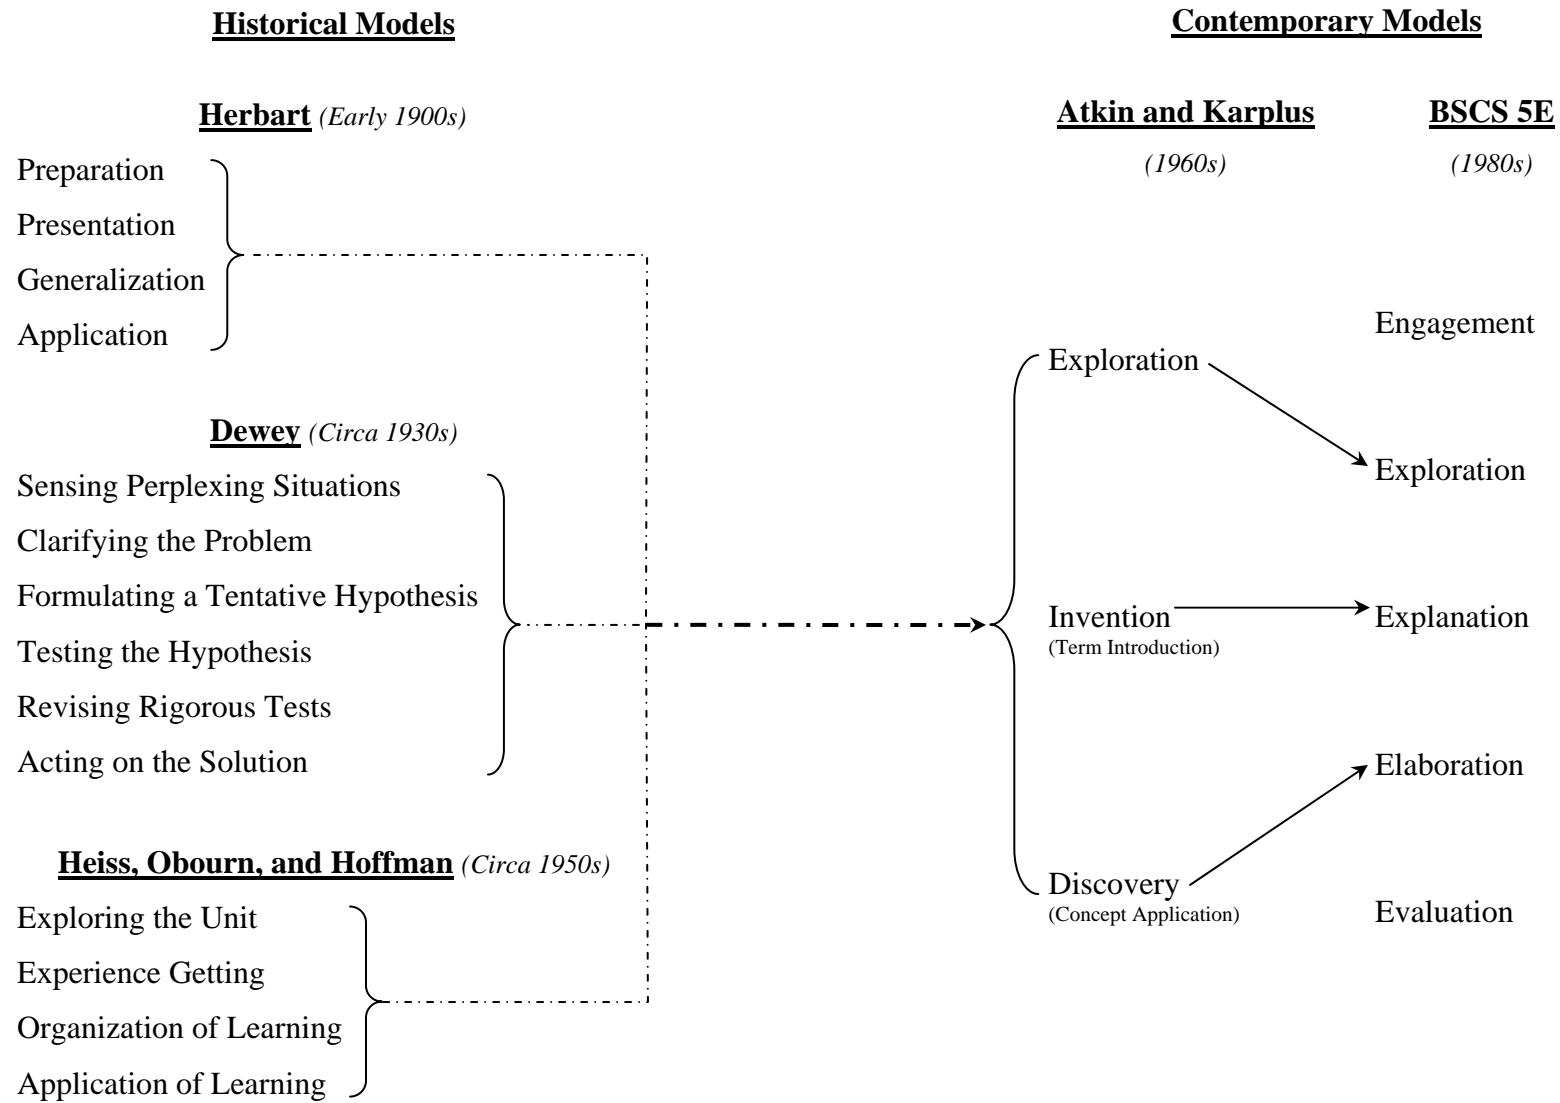 Historical Models
Herbart (Early 1900s)
Preparation
Presentation
Generalization
Application
Dewey (Circa 1930s)
Sensing Perplexing Situations
Clarifying the Problem
Formulating a Tentative Hypothesis
Testing the Hypothesis
Revising Rigorous Tests
Acting on the Solution
Heiss, Obourn, and Hoffman (Circa 1950s)
Exploring the Unit
Experience Getting
Organization of Learning
Application of Learning
Contemporary Models
Atkin and Karplus
(1960s)
Exploration
Invention
(Term Introduction)
Discovery
(Concept Application)
BSCS 5E
(1980s)
Engagement
Exploration
Explanation
Elaboration
Evaluation